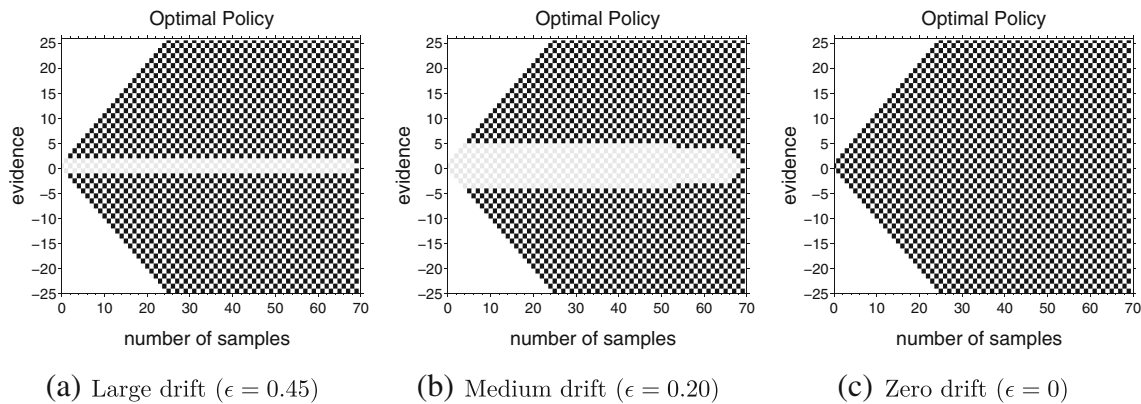 Optimal Policy
25
20
15
10
5
0
−5
−10
−15
−20
−25
evidence
0 10 20 30 40 50 60 70
number of samples
(a) Large drift (ϵ = 0.45)
Optimal Policy
25
20
15
10
5
0
−5
−10
−15
−20
−25
evidence
0 10 20 30 40 50 60 70
number of samples
(b) Medium drift (ϵ = 0.20)
Optimal Policy
25
20
15
10
5
0
−5
−10
−15
−20
−25
evidence
0 10 20 30 40 50 60 70
number of samples
(c) Zero drift (ϵ = 0)